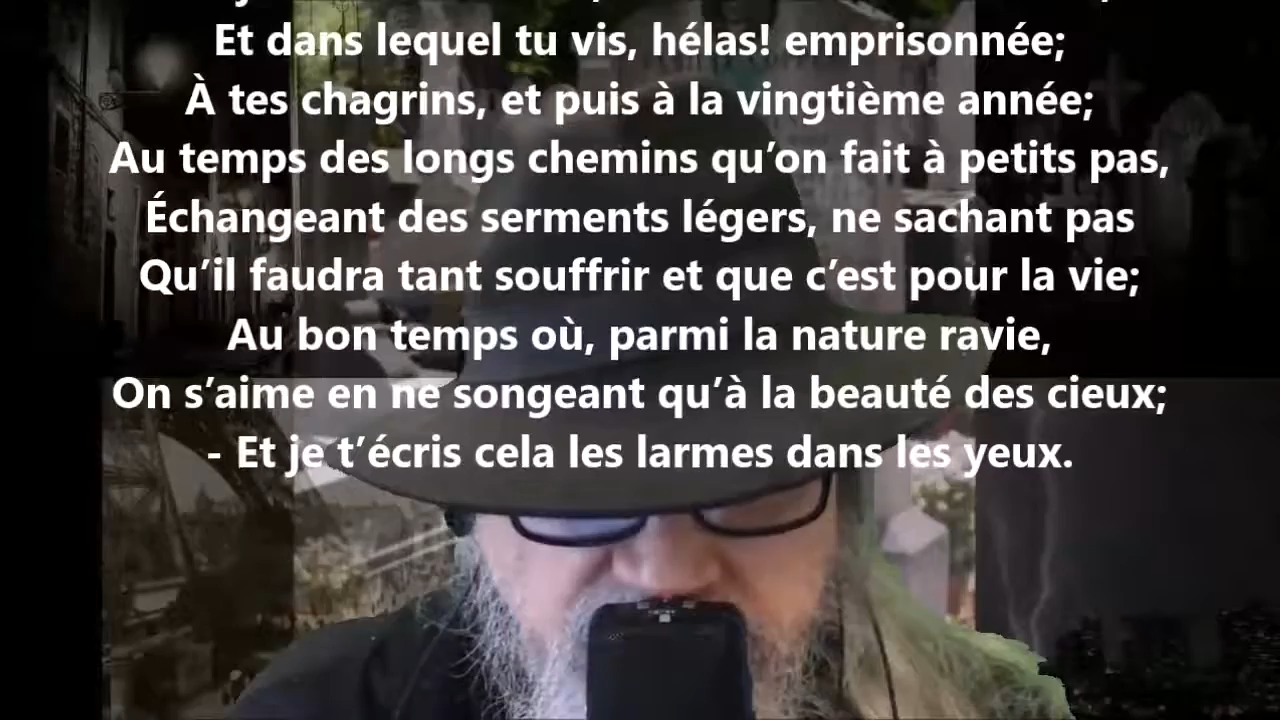 Et dans lequel tu vis, hélas! emprisonnée;
À tes chagrins, et puis à la vingtième année;
Au temps des longs chemins qu’on fait à petits pas,
Échangeant des serments légers, ne sachant pas
Qu’il faudra tant souffrir et que c’est pour la vie;
Au bon temps où, parmi la nature ravie,
On s’aime en ne songeant qu’à la beauté des cieux;
- Et je t’écris cela les larmes dans les yeux.